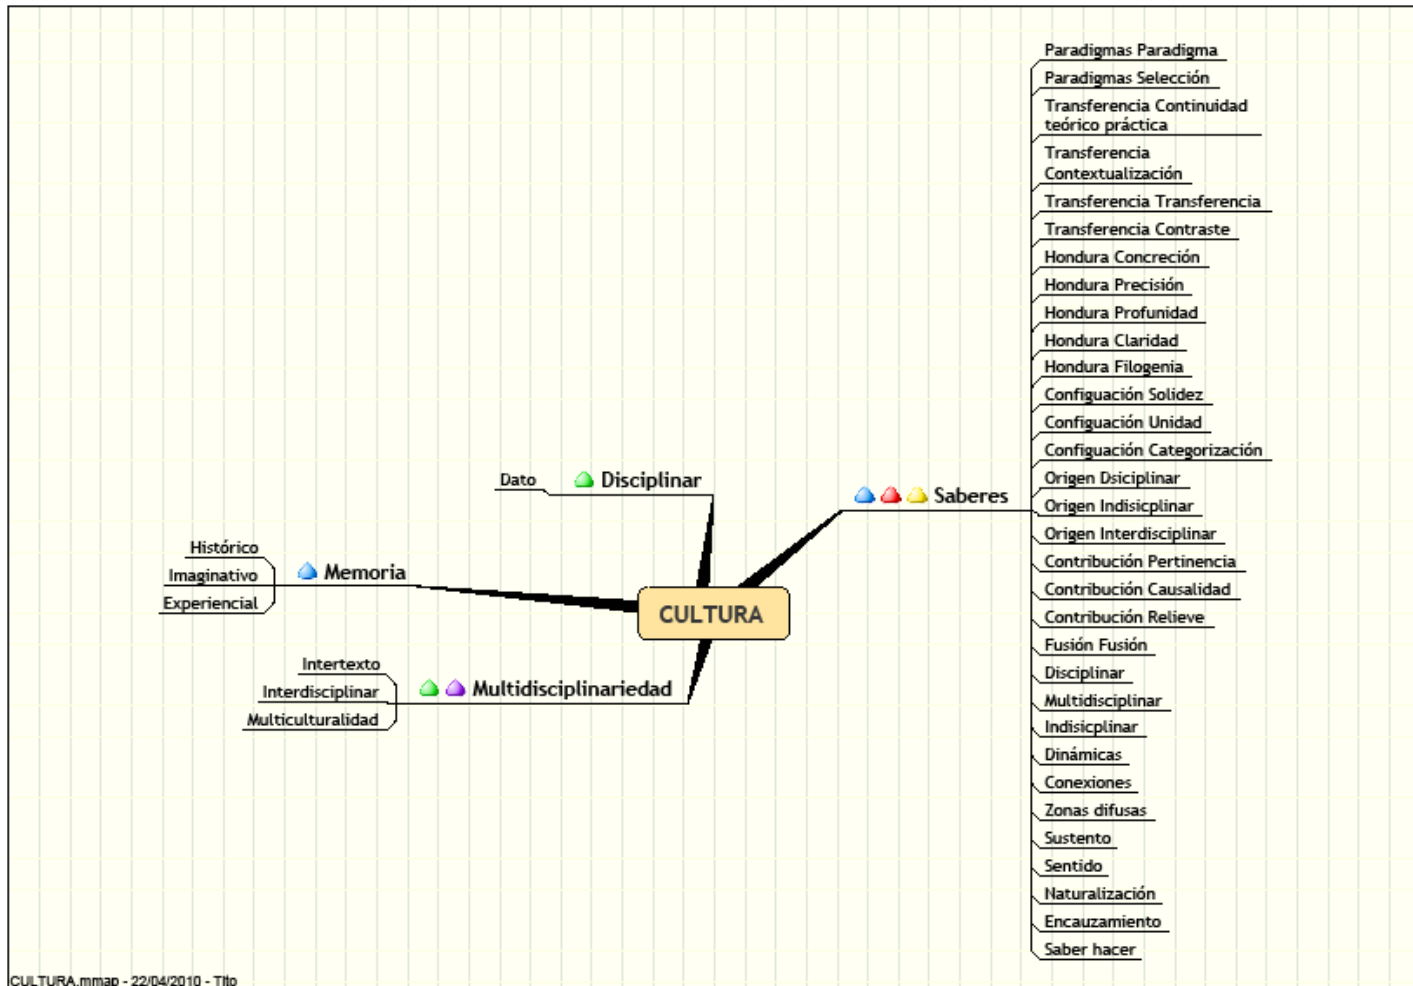 Paradigmas Paradigma
Paradigmas Selección
Transferencia Continuidad
teórico práctica
Transferencia
Contextualización
Transferencia Transferencia
Transferencia Contraste
Hondura Concreción
Hondura Precisión
Hondura Profunidad
Hondura Claridad
Hondura Filogenia
Configuación Solidez
Configuación Unidad
Configuación Categorización
Origen Dsiciplinar
Origen Indisicplinar
Origen Interdisciplinar
Contribución Pertinencia
Contribución Causalidad
Contribución Relieve
Fusión Fusión
Disciplinar
Multidisciplinar
Indisicplinar
Dinámicas
Conexiones
Zonas difusas
Sustento
Sentido
Naturalización
Encauzamiento
Saber hacer
Saberes
Disciplinar
Dato
Memoria
Histórico
Imaginativo
Experiencial
CULTURA
Multidisciplinariedad
Intertexto
Interdisciplinar
Multiculturalidad
CULTURA.mmap - 22/04/2010 - Tito